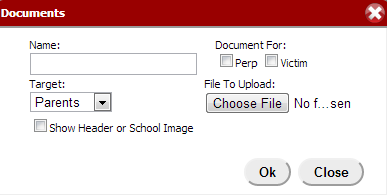 Documents
Name: Document For:
Perp Victim
Target: File To Upload:
Parents Choose File No f...sen
Show Header or School Image
Ok Close